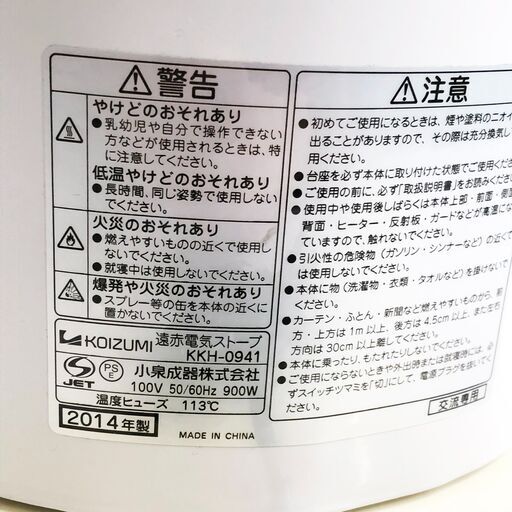 警告
やけどのおそれあり
●乳幼児や自分で操作できない
方などが使用されるときは、特
に注意してください。
低温やけどのおそれあり
●長時間、同じ姿勢で使用しない
でください。
火災のおそれあり
●燃えやすいものの近くで使用し
ないでください。
●就寝中は使用しないでください。
爆発や火災のおそれあり
●スプレー等の缶を本体の近くに
置かないでください。
KOIZUMI 遠赤電気ストーブ
KKH-0941
PSE
JET
小泉成器株式会社
100V 50/60Hz 900W
温度ヒューズ 113℃
2014年製
MADE IN CHINA
注意
●初めてご使用になるときは、煙や塗料のニオイ
出ることがありますので、その際は充分換気し
用ください。
●台座を必ず本体に取り付けた状態でご使用くださ
●ご使用の前に、必ず「取扱説明書」をお読みくださ
●使用中や使用後しばらくは本体上部・前面・側面
背面・ヒーター・反射板・ガードなどが高温にな
ていますので、触れないでください。
●引火性の危険物（ガソリン・シンナーなど）の近くで
は使用しないでください。
●本体に物（洗濯物・衣類・タオルなど）を掛けないで
ください。
●カーテン・ふとん・新聞など燃えやすいものから、前
方・上方は1m以上、後方は4.5cm以上、また左右
方向は30cm以上離してください。
●本体に乗ったり、もたれたりしないでください。
●ご使用にならないときや外出時または就寝時には、必
ずスイッチツマミを「切」にして、電源プラグを抜いてく
ださい。
交流専用